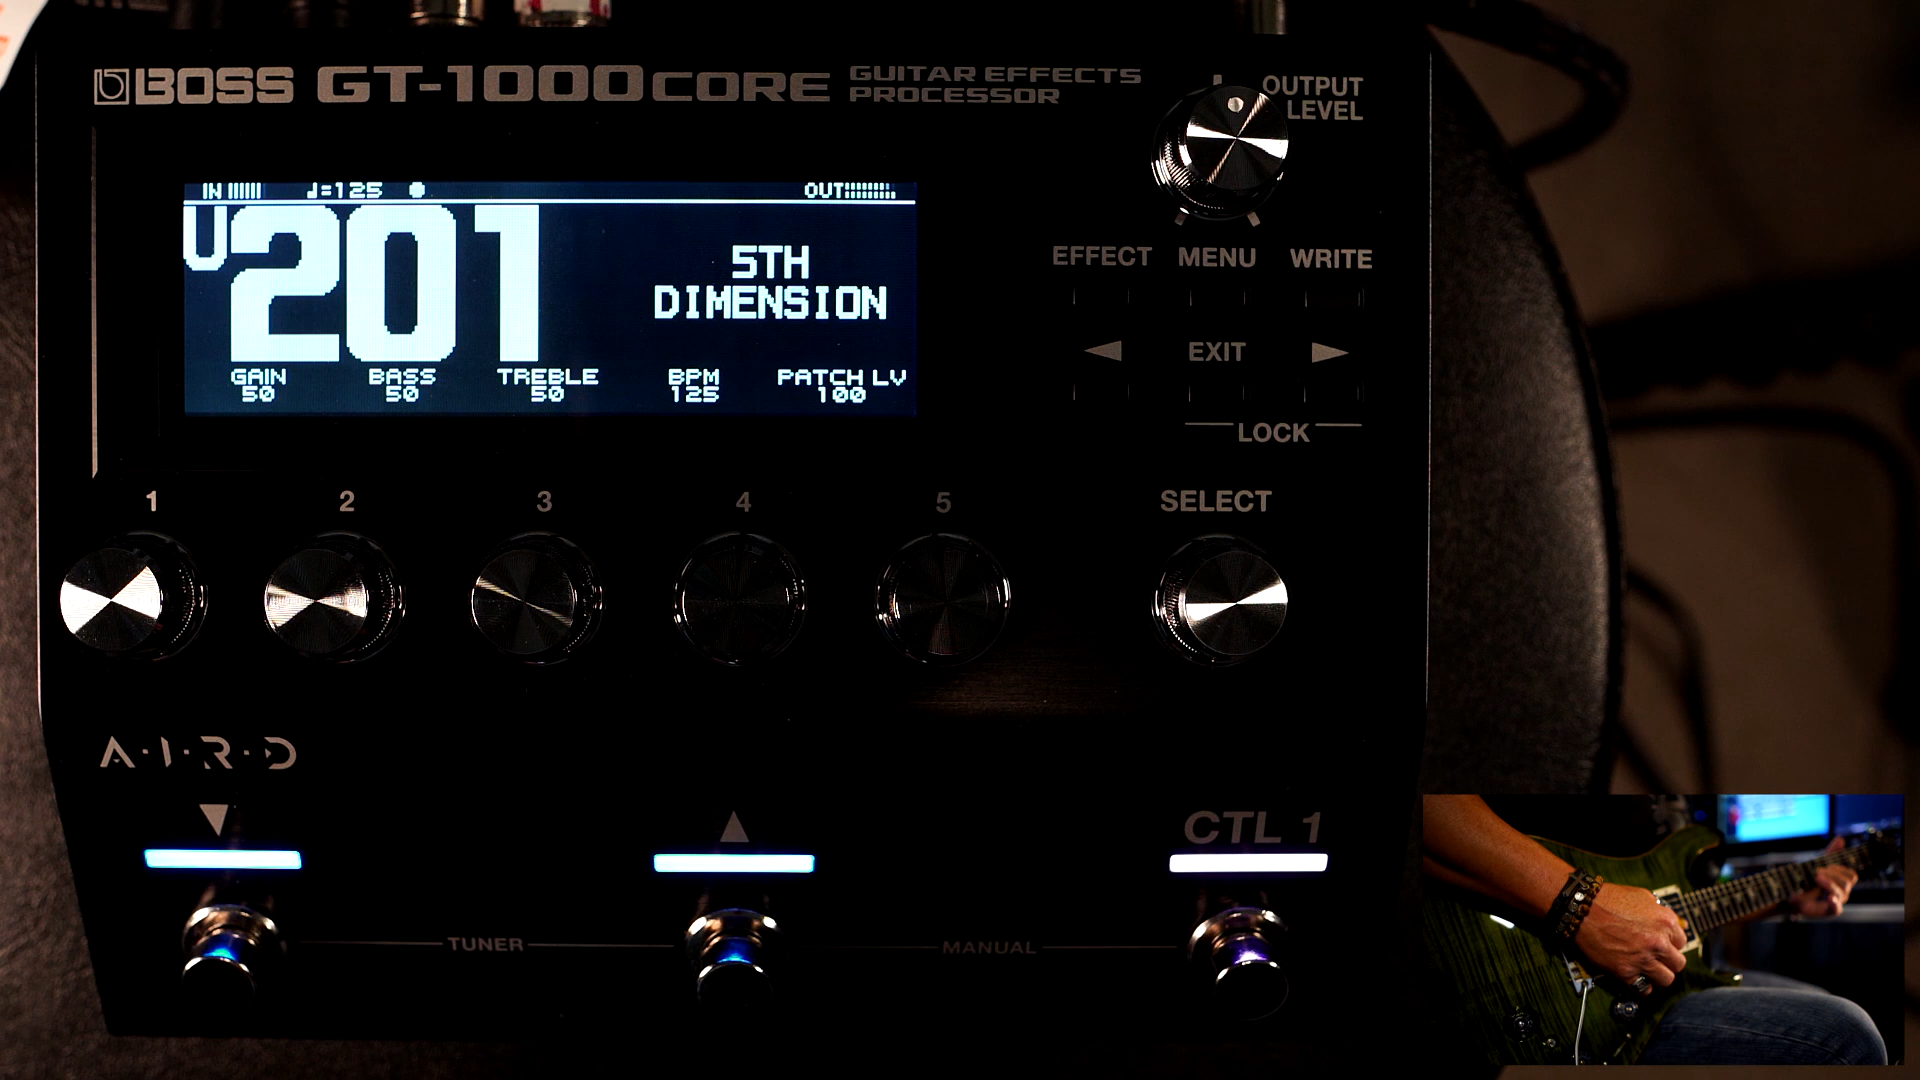 BOSS GT-1000CORE GUITAR EFFECTS
PROCESSOR
OUTPUT
LEVEL
IN ♩=125 OUT
U201
5TH
DIMENSION
GAIN BASS TREBLE BPM PATCH LV
50 50 50 125 100
EFFECT MENU WRITE
EXIT
LOCK
1 2 3 4 5 SELECT
A·I·R·D
CTL 1
TUNER MANUAL